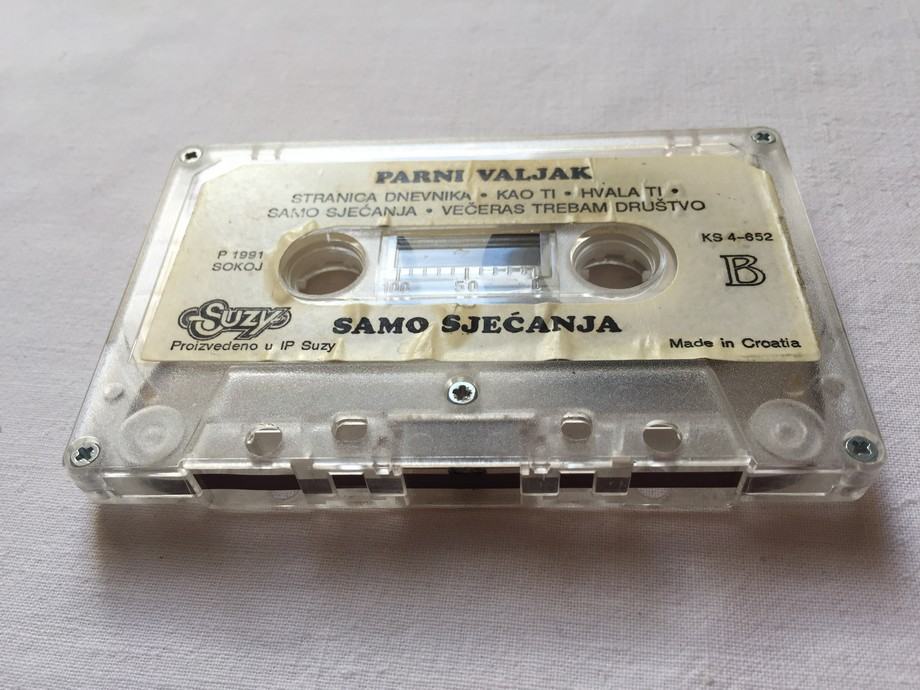 PARNI VALJAK
STRANICA DNEVNIKA • KAO TI • HVALA TI •
SAMO SJEĆANJA • VEČERAS TREBAM DRUŠTVO
P 1991
SOKOJ
KS 4-652
B
100 50
SUZY
SAMO SJEĆANJA
Proizvedeno u IP Suzy
Made in Croatia